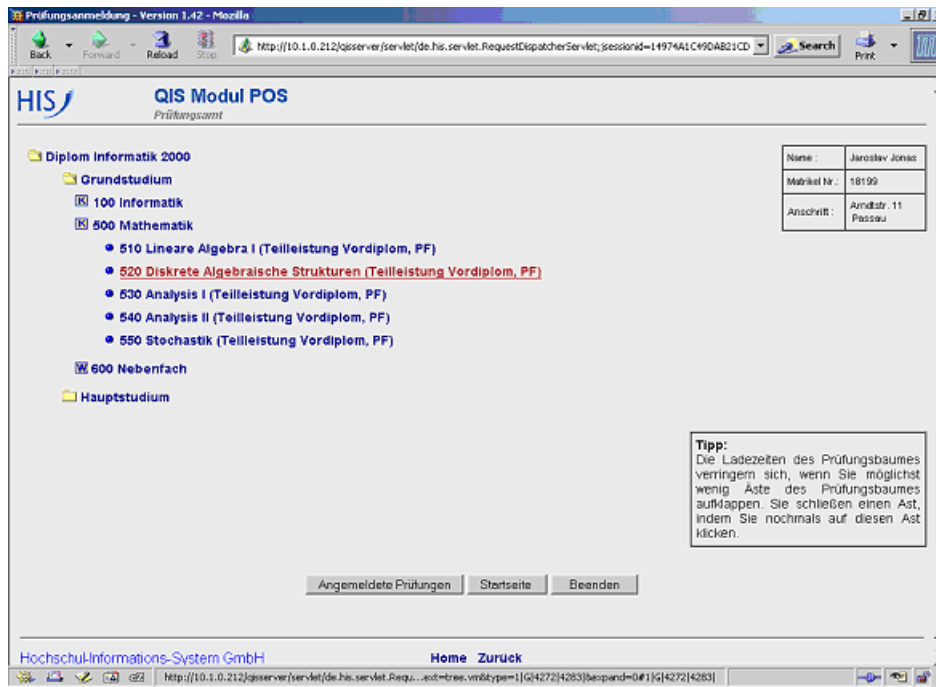 Prüfungsanmeldung - Version 1.42 - Mozilla
Back Forward Reload Stop http://10.1.0.212/qisserver/servlet/de.his.servlet.RequestDispatcherServlet;jsessionid=14974A1C49DAB21CD Search Print
HIS QIS Modul POS
Prüfungsamt
Diplom Informatik 2000
Grundstudium
K 100 Informatik
K 500 Mathematik
510 Lineare Algebra I (Teilleistung Vordiplom, PF)
520 Diskrete Algebraische Strukturen (Teilleistung Vordiplom, PF)
530 Analysis I (Teilleistung Vordiplom, PF)
540 Analysis II (Teilleistung Vordiplom, PF)
550 Stochastik (Teilleistung Vordiplom, PF)
W 600 Nebenfach
Hauptstudium
Name : Jaroslav Jonas
Matrikel Nr.: 18199
Anschrift : Arndtstr. 11
Passau
Tipp:
Die Ladezeiten des Prüfungsbaumes
verringern sich, wenn Sie möglichst
wenig Äste des Prüfungsbaumes
aufklappen. Sie schließen einen Ast,
indem Sie nochmals auf diesen Ast
klicken.
Angemeldete Prüfungen Startseite Beenden
Hochschul-Informations-System GmbH Home Zurück
http://10.1.0.212/qisserver/servlet/de.his.servlet.Requ...ext=tree.vm&type=1|G|4272|4283|&expand=0#1|G|4272|4283|